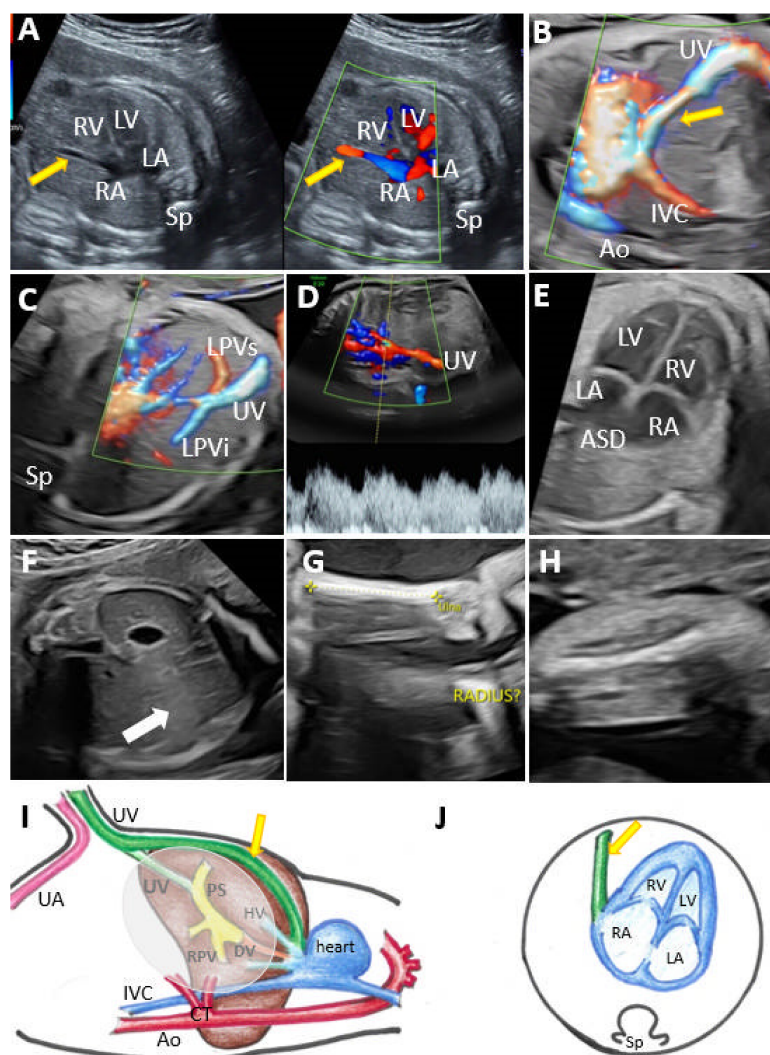 A
RV
LV
LA
RA
Sp
RV
LV
LA
RA
Sp
B
UV
IVC
Ao
C
LPVs
UV
LPVi
Sp
D
UV
E
LV
RV
LA
RA
ASD
F
G
Ulna
RADIUS?
H
I
UV
UA
UV
PS
HV
RPV
DV
heart
IVC
CT
Ao
J
RV
LV
RA
LA
Sp